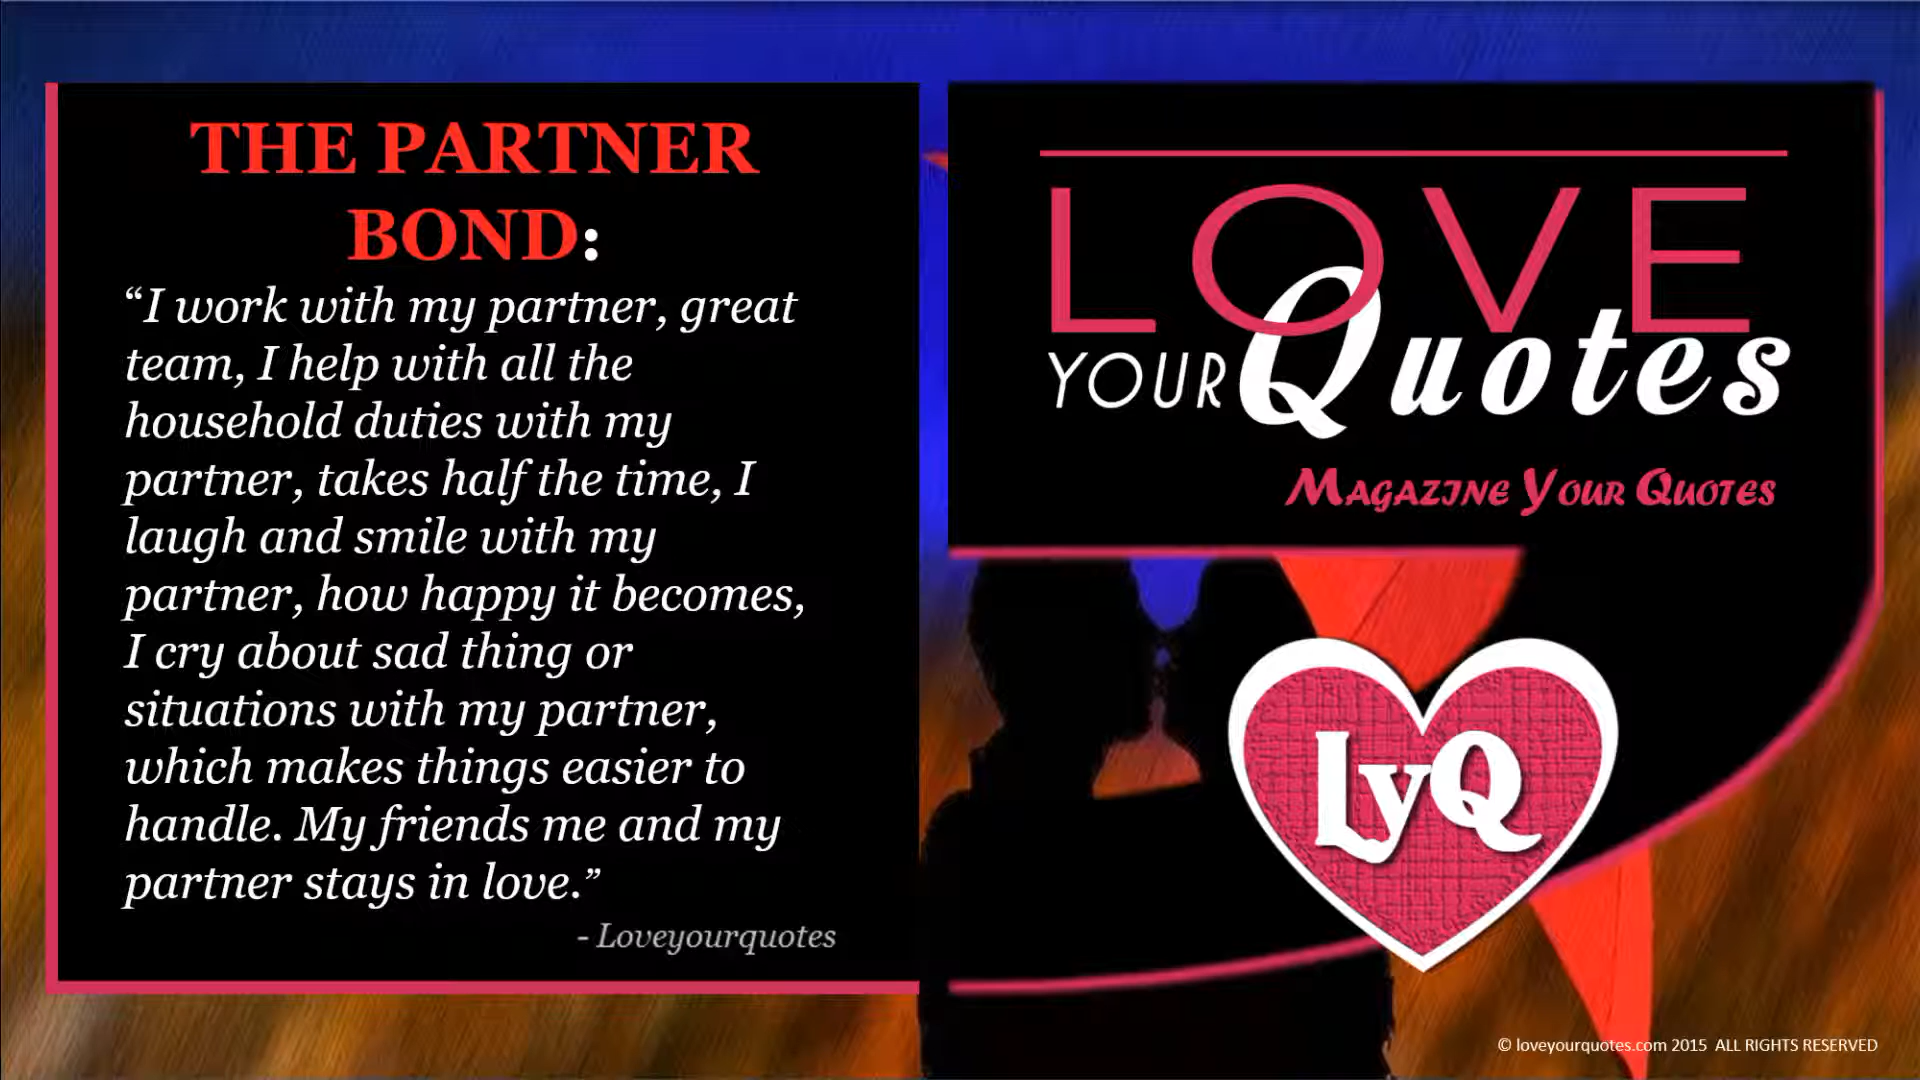 THE PARTNER
BOND:
“I work with my partner, great
team, I help with all the
household duties with my
partner, takes half the time, I
laugh and smile with my
partner, how happy it becomes,
I cry about sad thing or
situations with my partner,
which makes things easier to
handle. My friends me and my
partner stays in love.”
- Loveyourquotes
LOVE
YOUR Quotes
MAGAZINE YOUR QUOTES
LyQ
© loveyourquotes.com 2015 ALL RIGHTS RESERVED